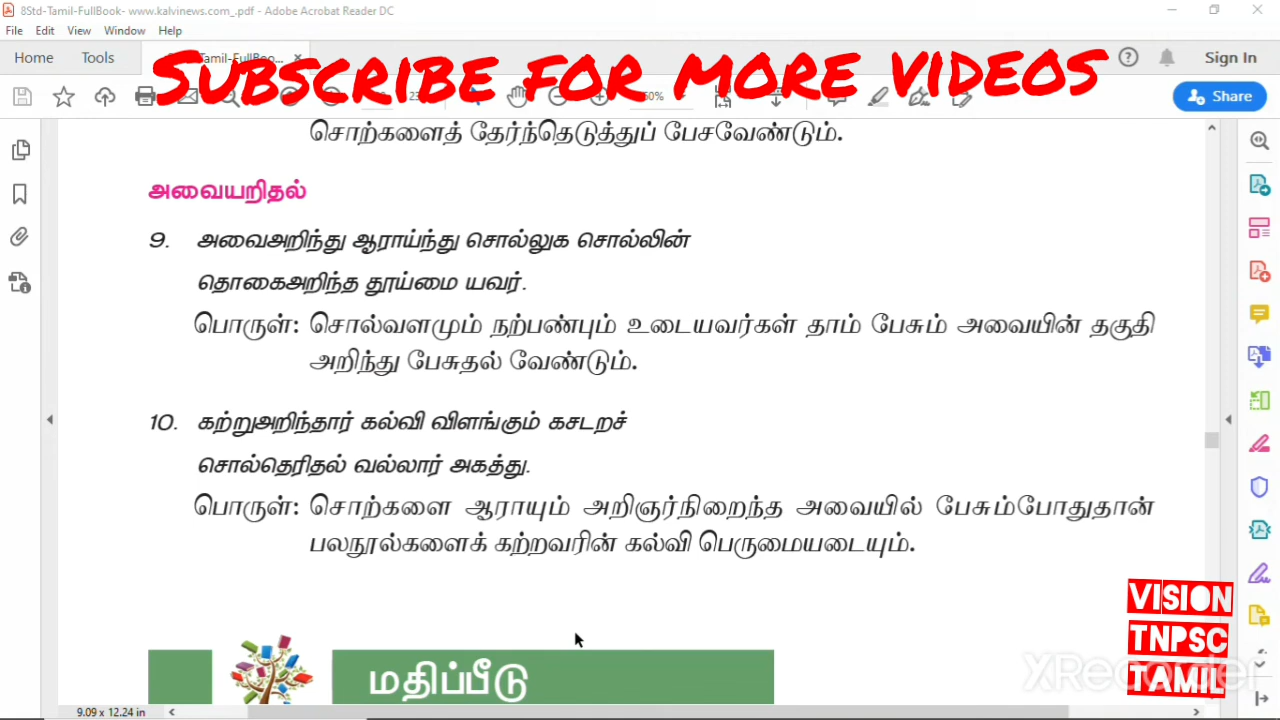 8Std-Tamil-FullBook- www.kalvinews.com_.pdf - Adobe Acrobat Reader DC
File Edit View Window Help
Home Tools Tamil-FullBoo... × Sign In
SUBSCRIBE FOR MORE VIDEOS
Share
சொற்களைத் தேர்ந்தெடுத்துப் பேசவேண்டும்.
அவையறிதல்
9. அவைஅறிந்து ஆராய்ந்து சொல்லுக சொல்லின்
தொகைஅறிந்த தூய்மை யவர்.
பொருள்: சொல்வளமும் நற்பண்பும் உடையவர்கள் தாம் பேசும் அவையின் தகுதி
அறிந்து பேசுதல் வேண்டும்.
10. கற்றுஅறிந்தார் கல்வி விளங்கும் கசடறச்
சொல்தெரிதல் வல்லார் அகத்து.
பொருள்: சொற்களை ஆராயும் அறிஞர்நிறைந்த அவையில் பேசும்போதுதான்
பலநூல்களைக் கற்றவரின் கல்வி பெருமையடையும்.
மதிப்பீடு
VISION
TNPSC
TAMIL
XRecorder
9.09 x 12.24 in